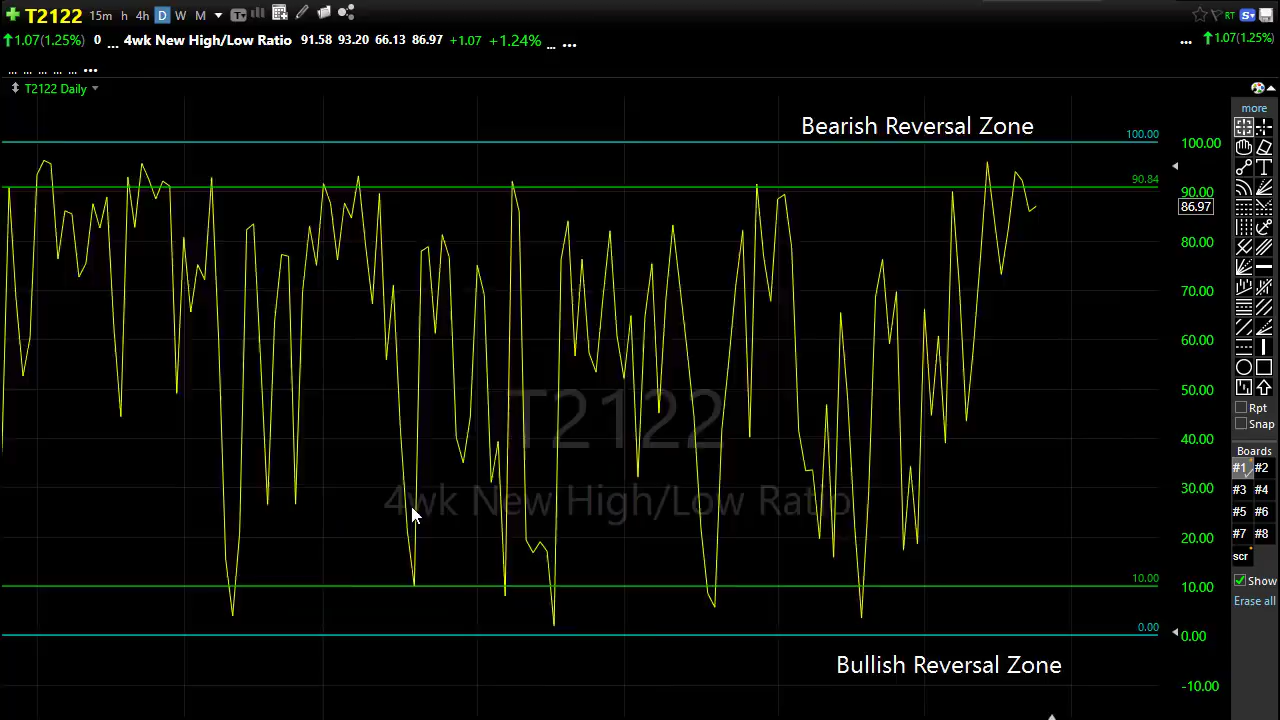 T2122 15m h 4h D W M RT S
1.07(1.25%) 0 ... 4wk New High/Low Ratio 91.58 93.20 66.13 86.97 +1.07 +1.24% ... ... ... 1.07(1.25%)
... ... ... ... ... ...
T2122 Daily
more
Bearish Reversal Zone
100.00 100.00
90.84 90.00
86.97
80.00
70.00
60.00
50.00
T2122
Rpt
Snap
40.00
Boards
#1 #2
4wk New High/Low Ratio
30.00
#3 #4
#5 #6
20.00
#7 #8
scr
10.00 10.00
Show
Erase all
0.00 0.00
Bullish Reversal Zone
-10.00